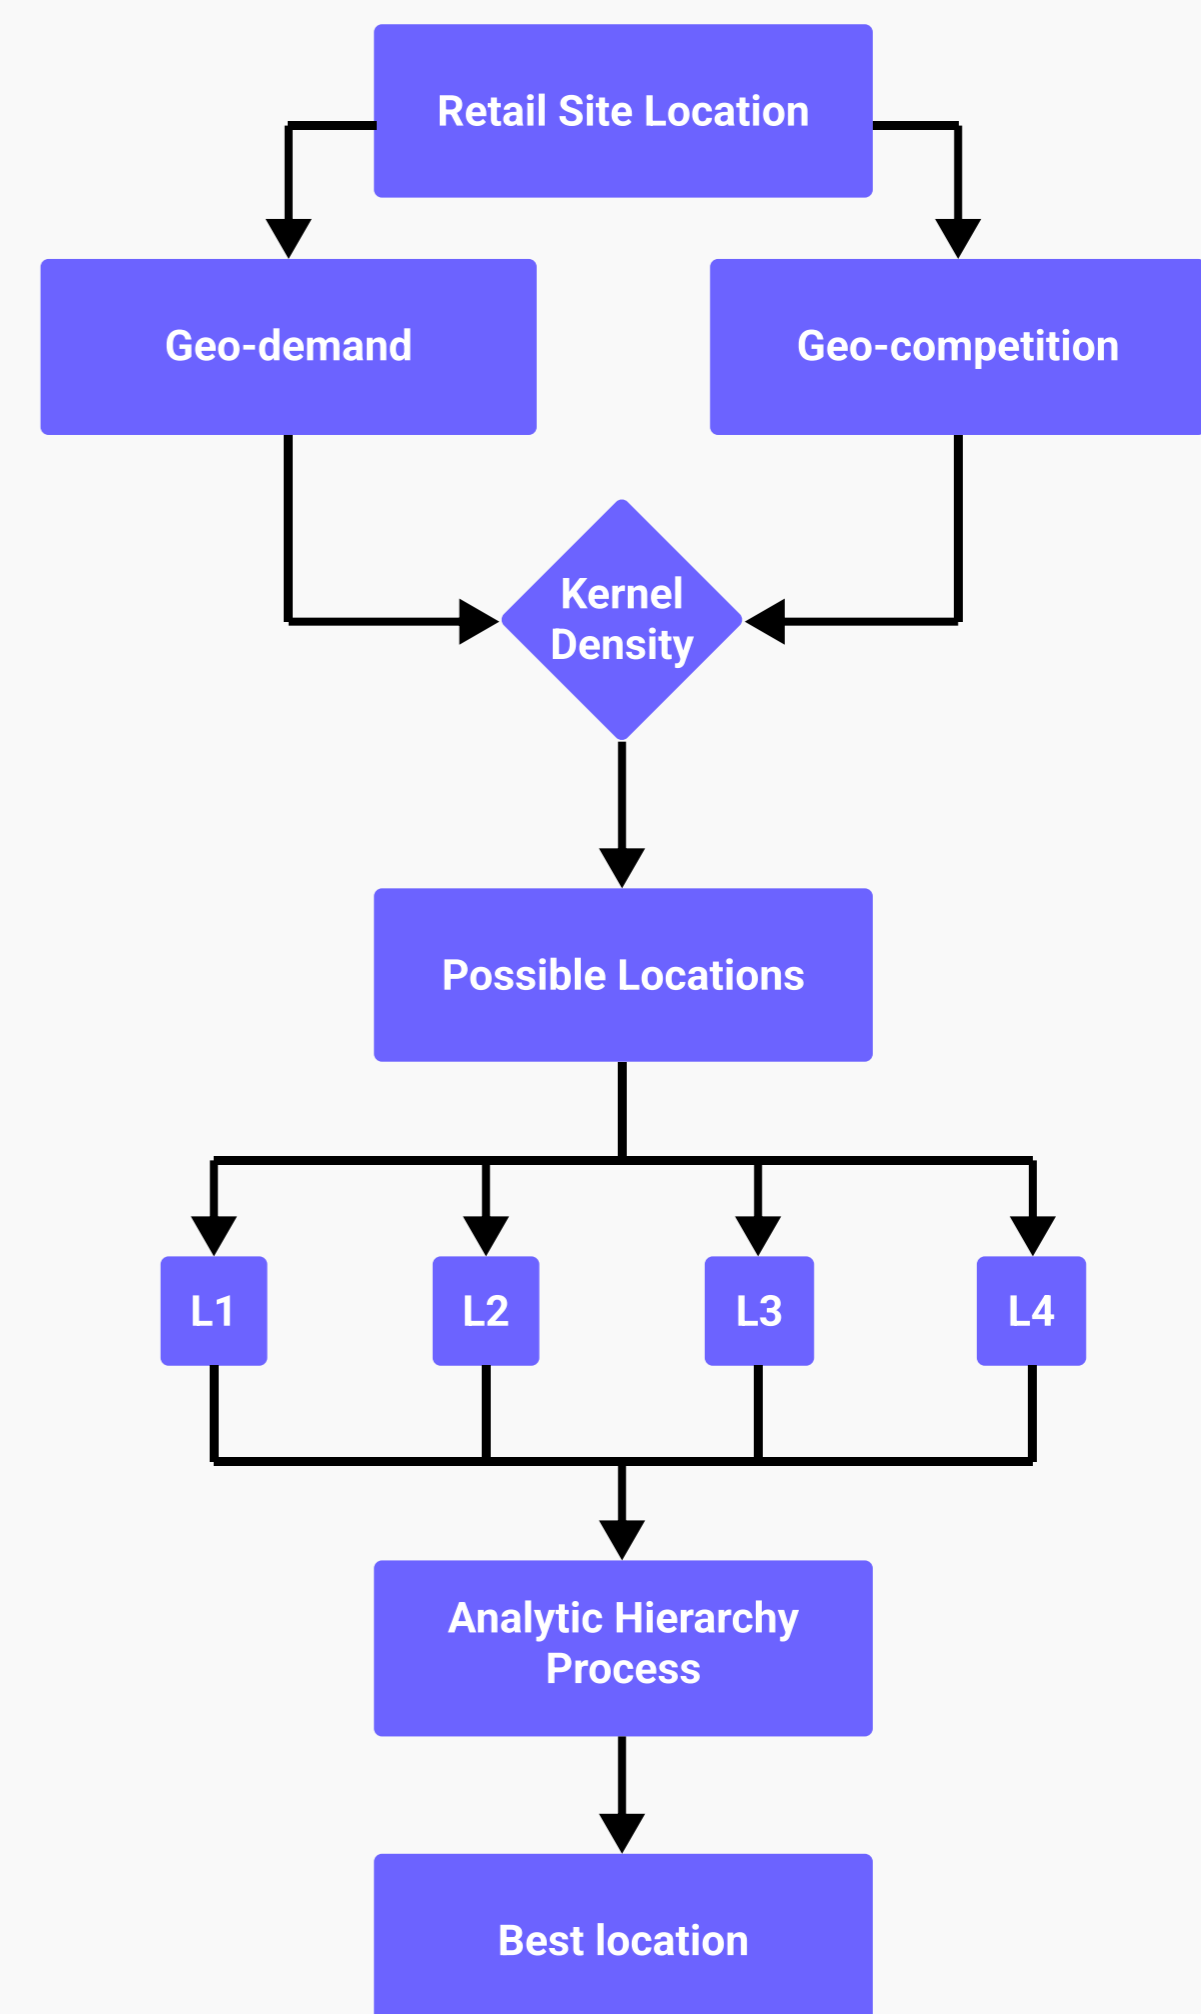 Retail Site Location
Geo-demand
Geo-competition
Kernel
Density
Possible Locations
L1
L2
L3
L4
Analytic Hierarchy
Process
Best location